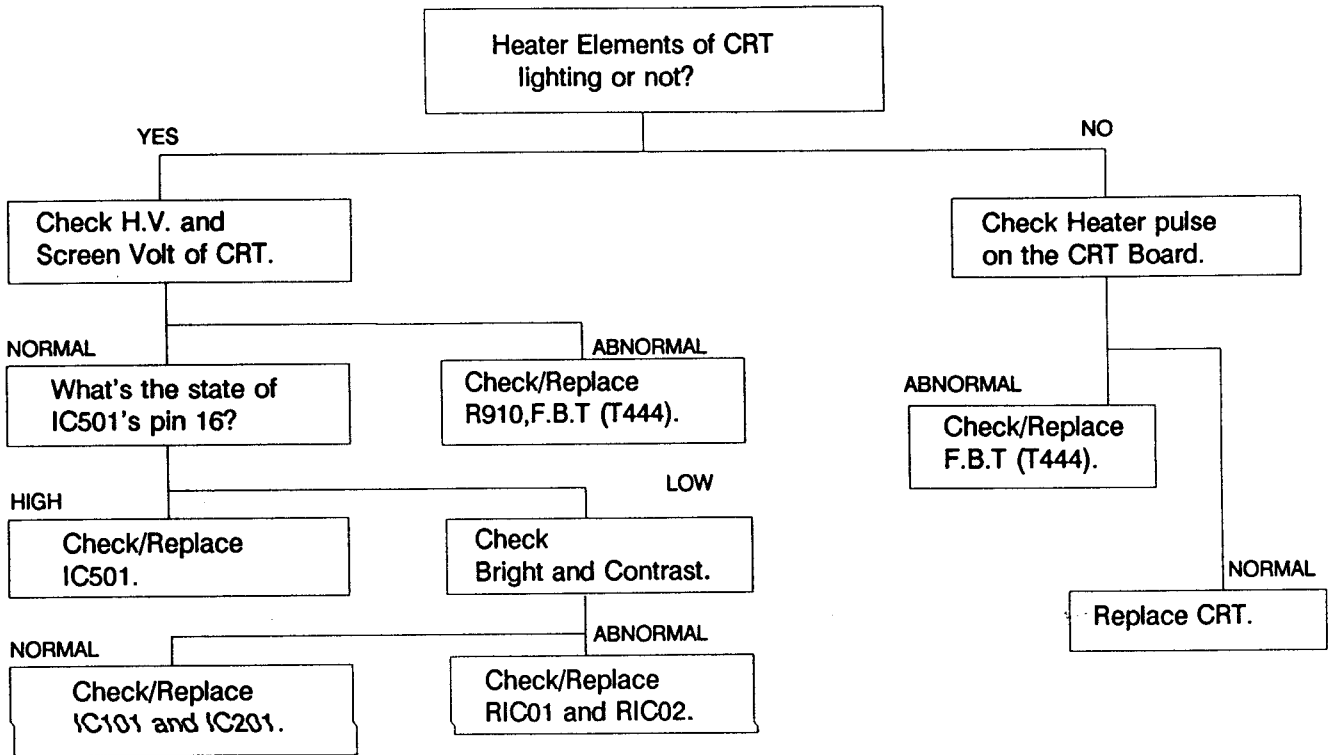 Heater Elements of CRT
lighting or not?
YES
NO
Check H.V. and
Screen Volt of CRT.
Check Heater pulse
on the CRT Board.
NORMAL
ABNORMAL
What's the state of
IC501's pin 16?
Check/Replace
R910,F.B.T (T444).
ABNORMAL
Check/Replace
F.B.T (T444).
HIGH
LOW
Check/Replace
IC501.
Check
Bright and Contrast.
NORMAL
Replace CRT.
NORMAL
ABNORMAL
Check/Replace
IC101 and IC201.
Check/Replace
RIC01 and RIC02.